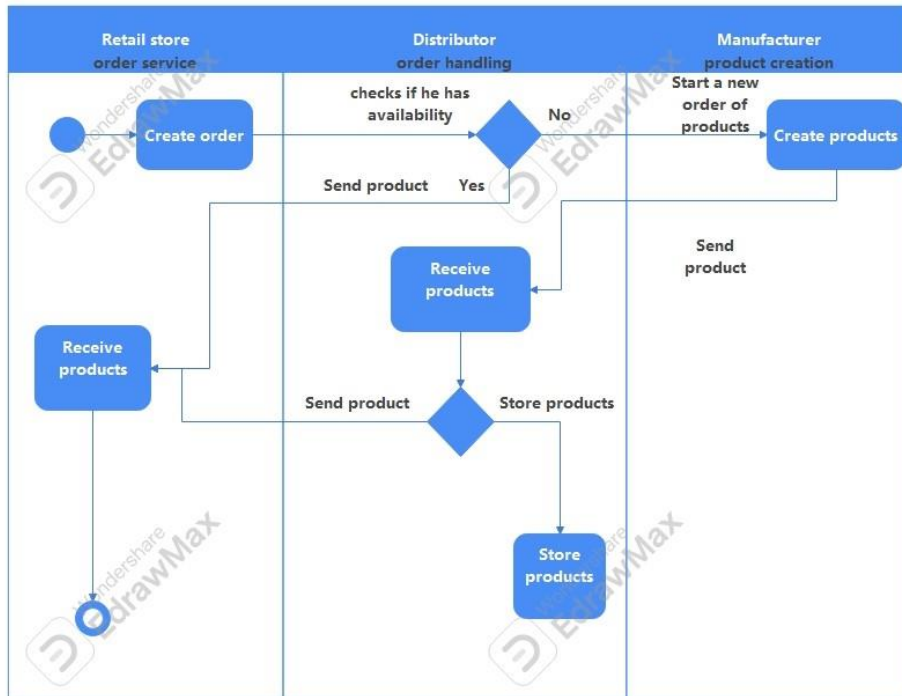 Retail store
order service
Distributor
order handling
Manufacturer
product creation
Create order
checks if he has
availability
No
Start a new
order of
products
Create products
Send product
Yes
Send
product
Receive
products
Receive
products
Send product
Store products
Store
products
Wondershare
EdrawMax
Wondershare
EdrawMax
Wondershare
EdrawMax
Wondershare
EdrawMax